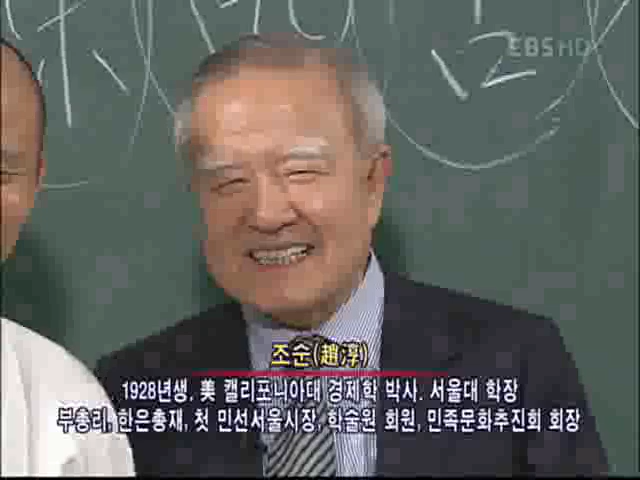 EBS HD
12
조순(趙淳)
1928년생. 美 캘리포니아대 경제학 박사. 서울대 학장
부총리, 한은총재, 첫 민선서울시장, 학술원 회원, 민족문화추진회 회장